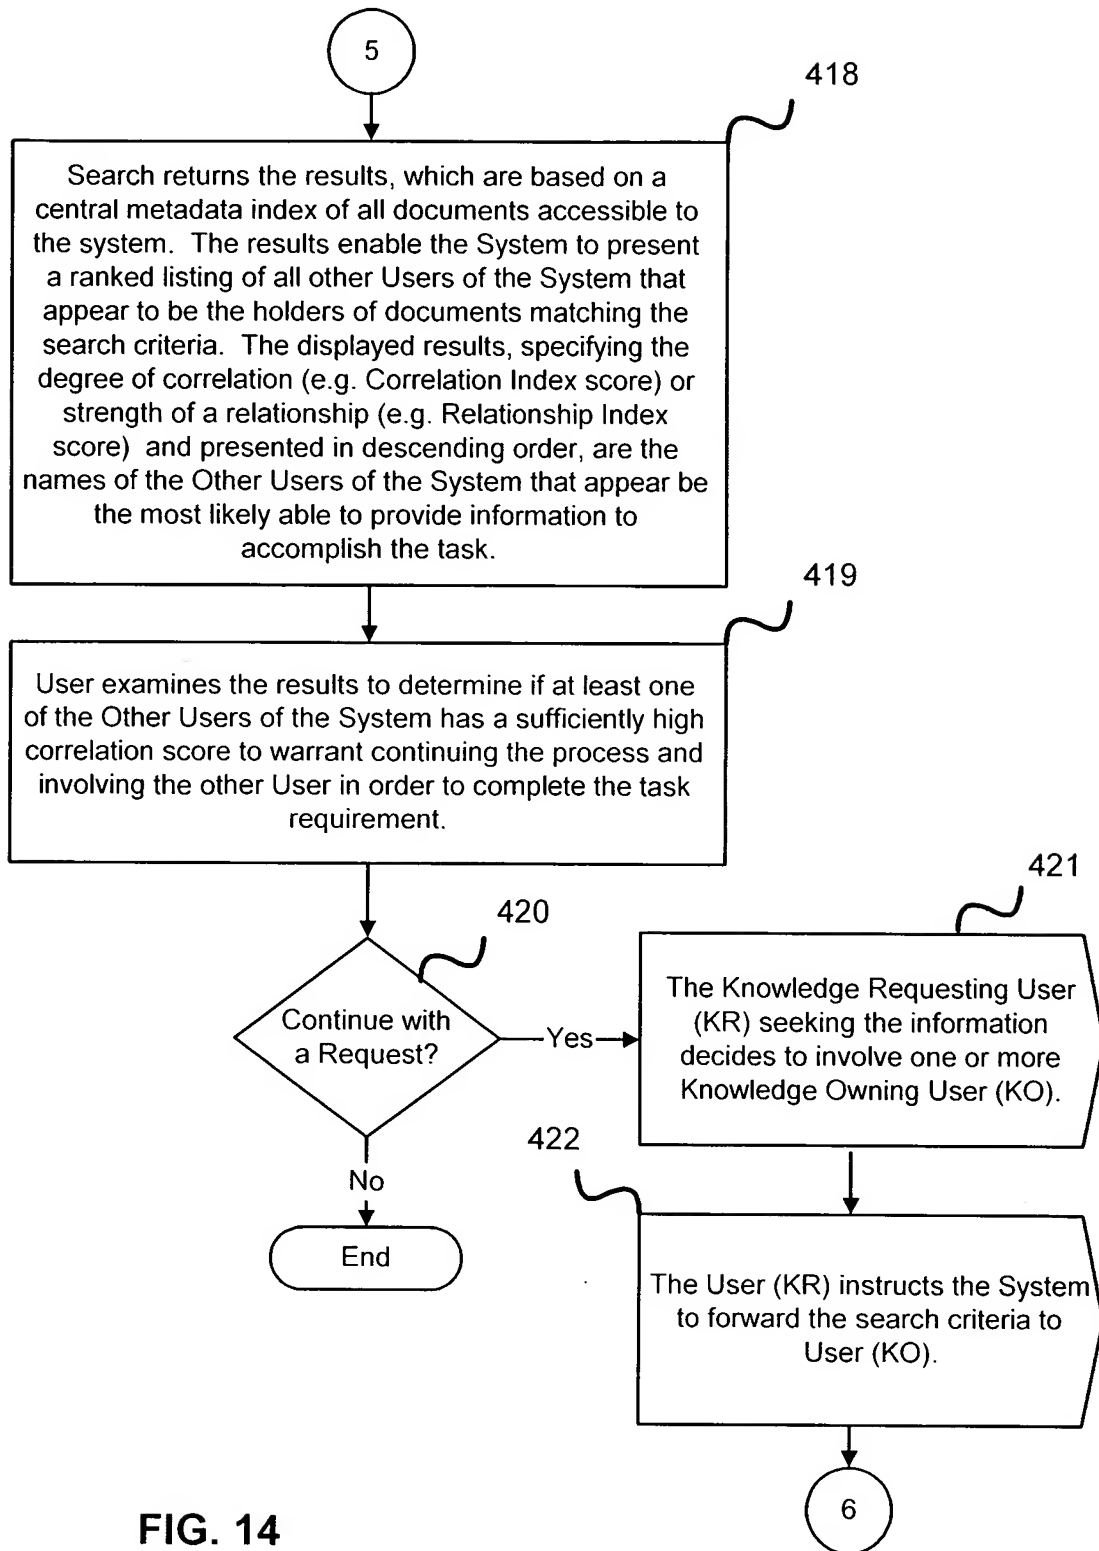 5
418
Search returns the results, which are based on a
central metadata index of all documents accessible to
the system. The results enable the System to present
a ranked listing of all other Users of the System that
appear to be the holders of documents matching the
search criteria. The displayed results, specifying the
degree of correlation (e.g. Correlation Index score) or
strength of a relationship (e.g. Relationship Index
score) and presented in descending order, are the
names of the Other Users of the System that appear be
the most likely able to provide information to
accomplish the task.
419
User examines the results to determine if at least one
of the Other Users of the System has a sufficiently high
correlation score to warrant continuing the process and
involving the other User in order to complete the task
requirement.
420
Continue with
a Request?
Yes
421
The Knowledge Requesting User
(KR) seeking the information
decides to involve one or more
Knowledge Owning User (KO).
No
End
422
The User (KR) instructs the System
to forward the search criteria to
User (KO).
6
FIG. 14